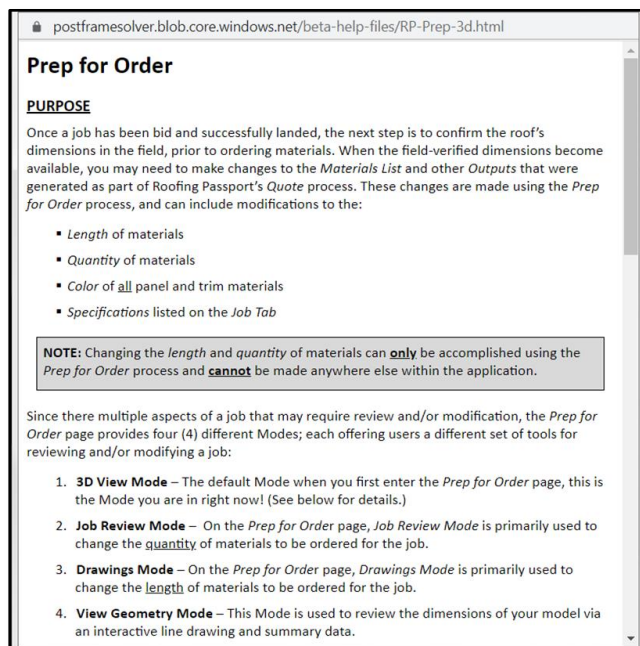 postframesolver.blob.core.windows.net/beta-help-files/RP-Prep-3d.html
Prep for Order
PURPOSE
Once a job has been bid and successfully landed, the next step is to confirm the roof's
dimensions in the field, prior to ordering materials. When the field-verified dimensions become
available, you may need to make changes to the Materials List and other Outputs that were
generated as part of Roofing Passport's Quote process. These changes are made using the Prep
for Order process, and can include modifications to the:
▪ Length of materials
▪ Quantity of materials
▪ Color of all panel and trim materials
▪ Specifications listed on the Job Tab
NOTE: Changing the length and quantity of materials can only be accomplished using the
Prep for Order process and cannot be made anywhere else within the application.
Since there multiple aspects of a job that may require review and/or modification, the Prep for
Order page provides four (4) different Modes; each offering users a different set of tools for
reviewing and/or modifying a job:
1. 3D View Mode – The default Mode when you first enter the Prep for Order page, this is
the Mode you are in right now! (See below for details.)
2. Job Review Mode – On the Prep for Order page, Job Review Mode is primarily used to
change the quantity of materials to be ordered for the job.
3. Drawings Mode – On the Prep for Order page, Drawings Mode is primarily used to
change the length of materials to be ordered for the job.
4. View Geometry Mode – This Mode is used to review the dimensions of your model via
an interactive line drawing and summary data.